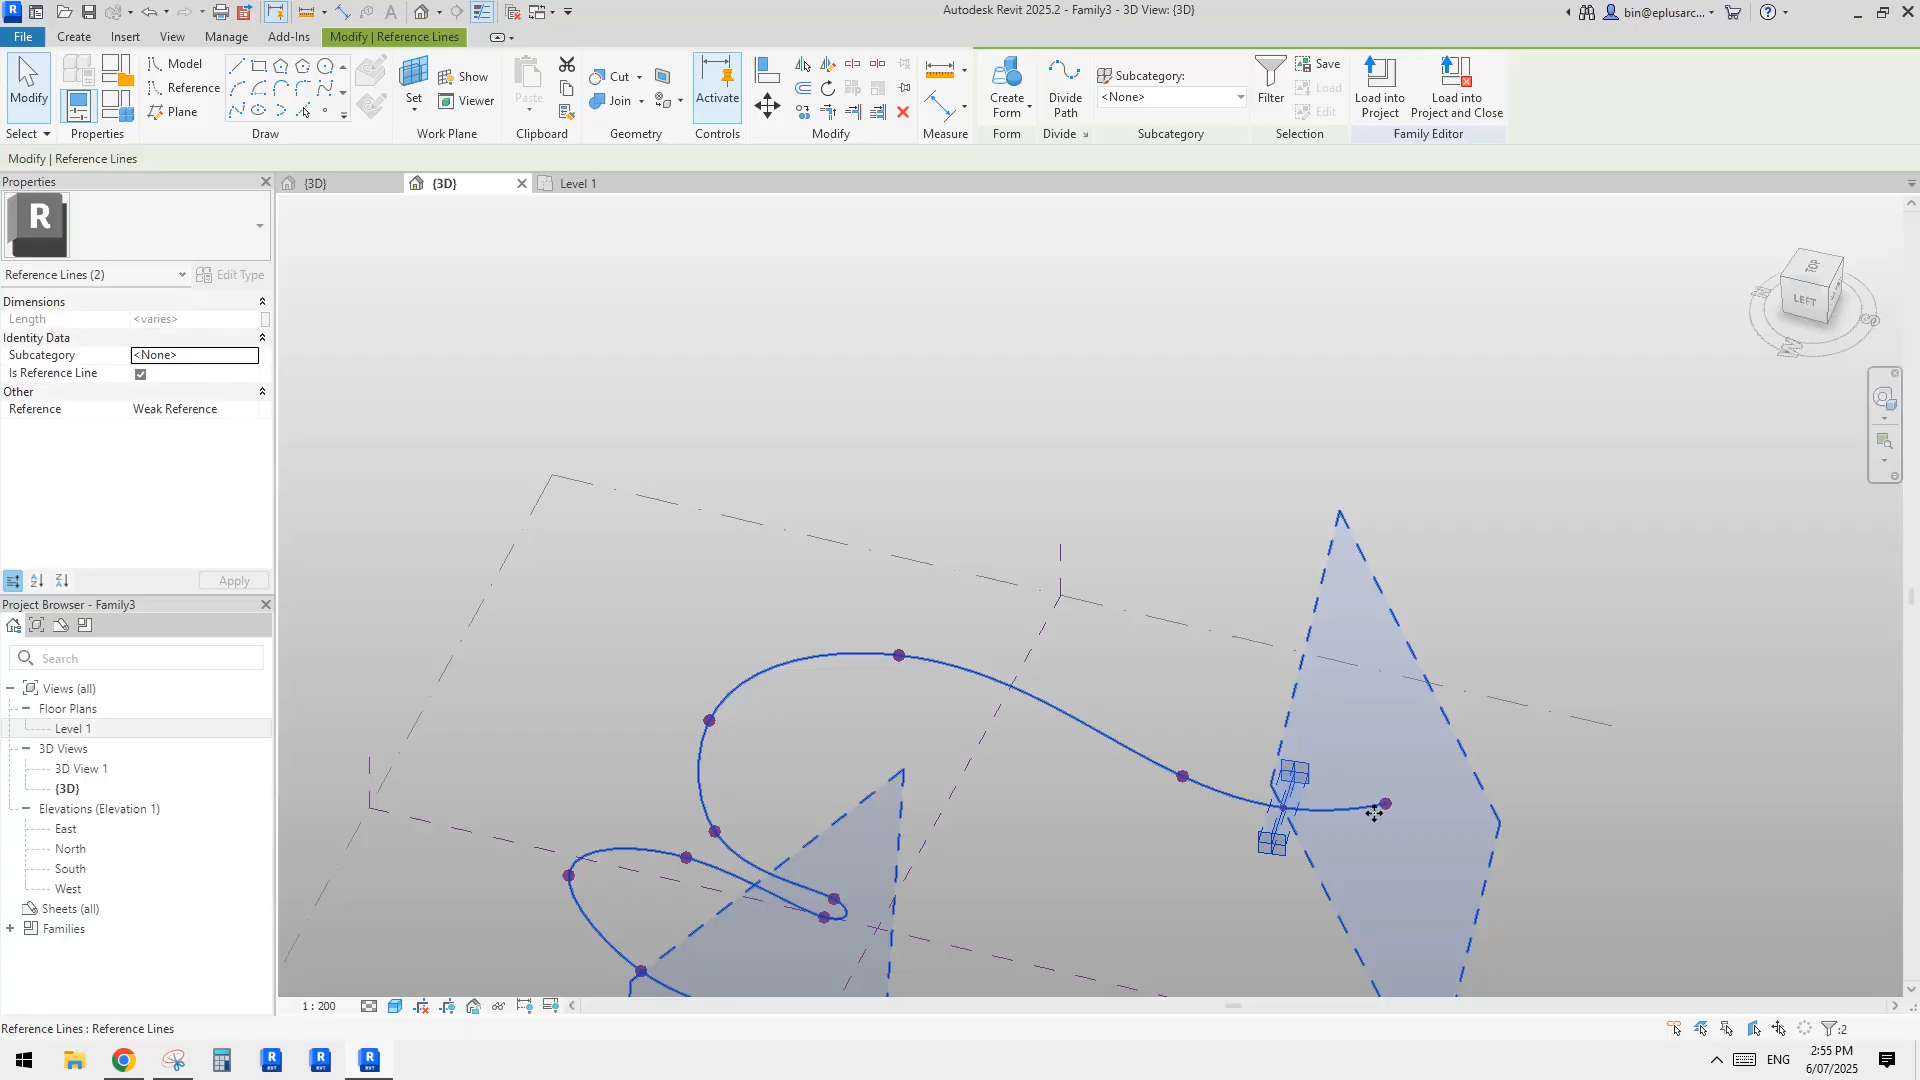 Autodesk Revit 2025.2 - Family3 - 3D View: {3D}
bin@eplusarc...
File
Create
Insert
View
Manage
Add-Ins
Modify | Reference Lines
Modify
Select
Properties
Model
Reference
Plane
Draw
Set
Show
Viewer
Work Plane
Paste
Clipboard
Cut
Join
Geometry
Activate
Controls
Modify
Measure
Create
Form
Form
Divide
Path
Divide
Subcategory:
<None>
Subcategory
Filter
Save
Load
Edit
Selection
Load into
Project
Load into
Project and Close
Family Editor
Modify | Reference Lines
Properties
{3D}
{3D}
Level 1
R
Reference Lines (2)
Edit Type
Dimensions
Length <varies>
Identity Data
Subcategory <None>
Is Reference Line
Other
Reference Weak Reference
Apply
Project Browser - Family3
Search
Views (all)
Floor Plans
Level 1
3D Views
3D View 1
{3D}
Elevations (Elevation 1)
East
North
South
West
Sheets (all)
Families
TOP
LEFT
1 : 200
Reference Lines : Reference Lines
:2
ENG
2:55 PM
6/07/2025